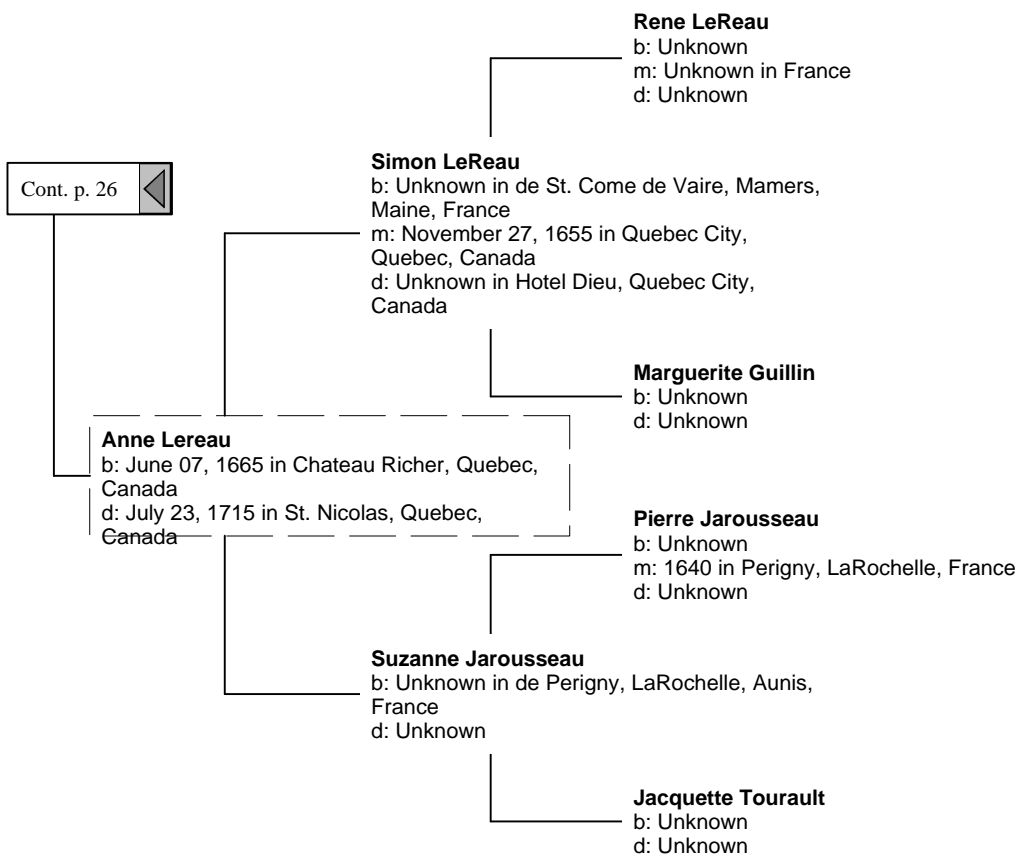 Rene LeReau
b: Unknown
m: Unknown in France
d: Unknown
Simon LeReau
b: Unknown in de St. Come de Vaire, Mamers,
Maine, France
m: November 27, 1655 in Quebec City,
Quebec, Canada
d: Unknown in Hotel Dieu, Quebec City,
Canada
Cont. p. 26
Marguerite Guillin
b: Unknown
d: Unknown
Anne Lereau
b: June 07, 1665 in Chateau Richer, Quebec,
Canada
d: July 23, 1715 in St. Nicolas, Quebec,
Canada
Pierre Jarousseau
b: Unknown
m: 1640 in Perigny, LaRochelle, France
d: Unknown
Suzanne Jarousseau
b: Unknown in de Perigny, LaRochelle, Aunis,
France
d: Unknown
Jacquette Tourault
b: Unknown
d: Unknown